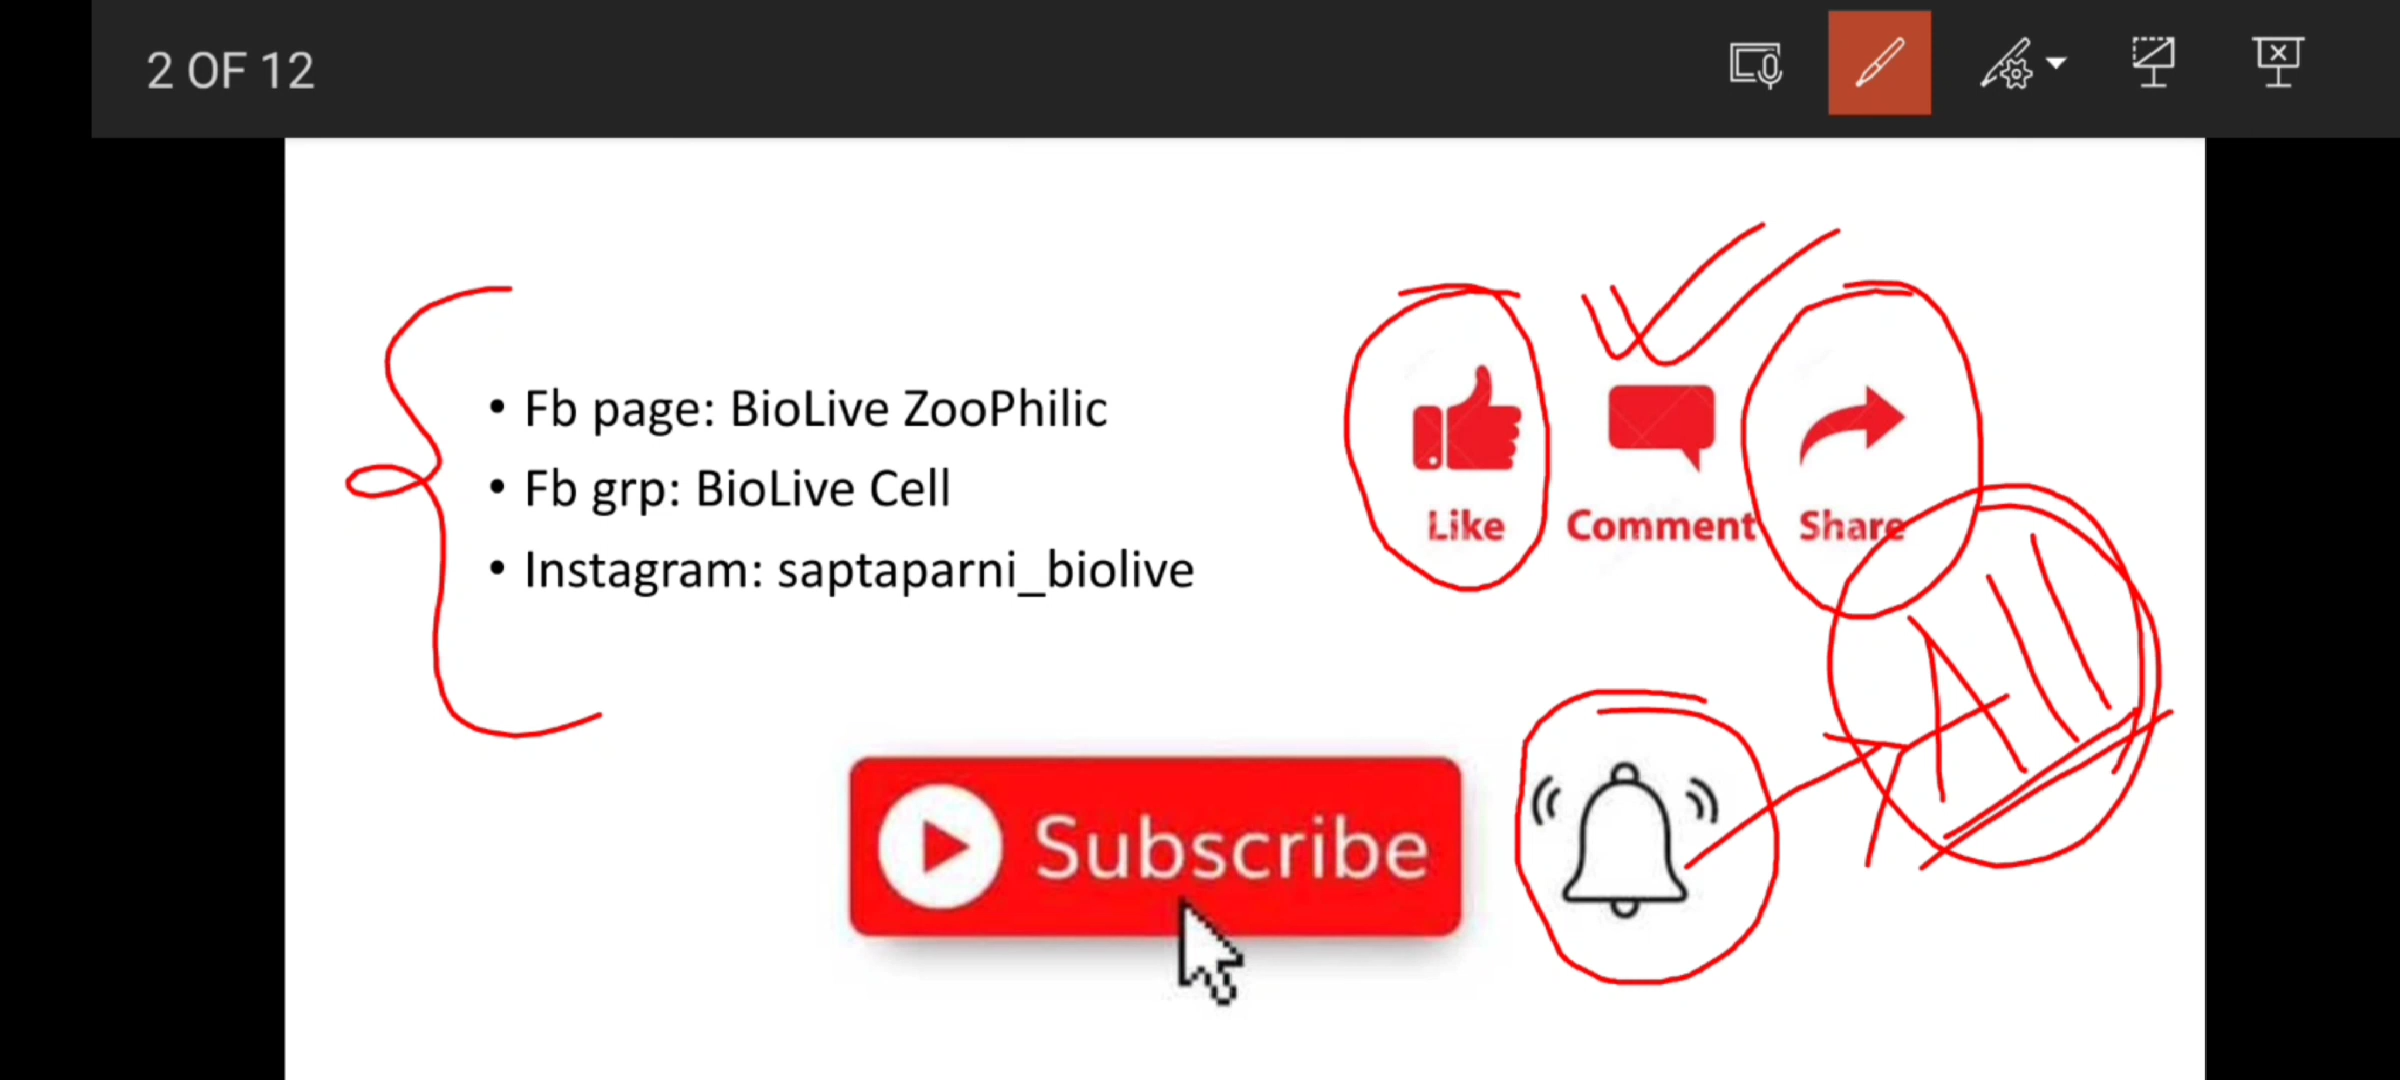 2 OF 12
• Fb page: BioLive ZooPhilic
• Fb grp: BioLive Cell
• Instagram: saptaparni_biolive
Like Comment Share
All
Subscribe